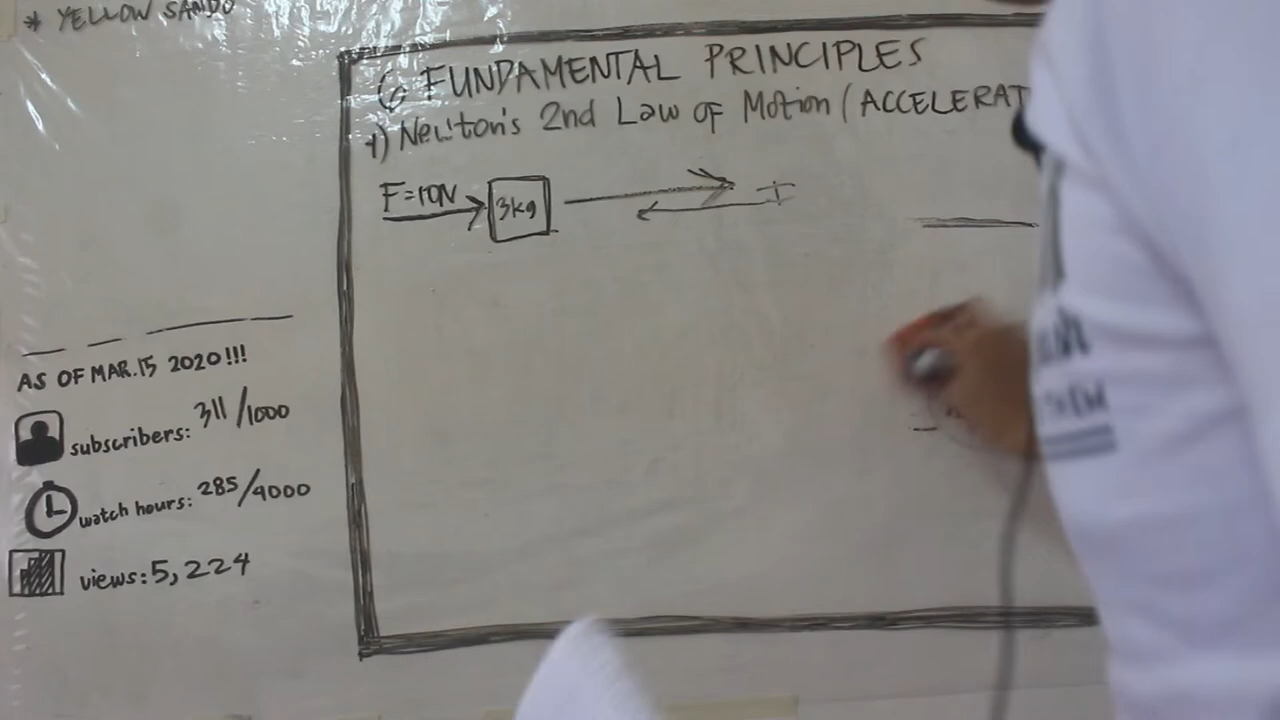 * YELLOW SANDO
6 FUNDAMENTAL PRINCIPLES
1) Newton's 2nd Law of Motion (ACCELERAT
F=10N
3kg
+
AS OF MAR.15 2020!!!
subscribers: 311/1000
watch hours: 285/4000
views: 5,224